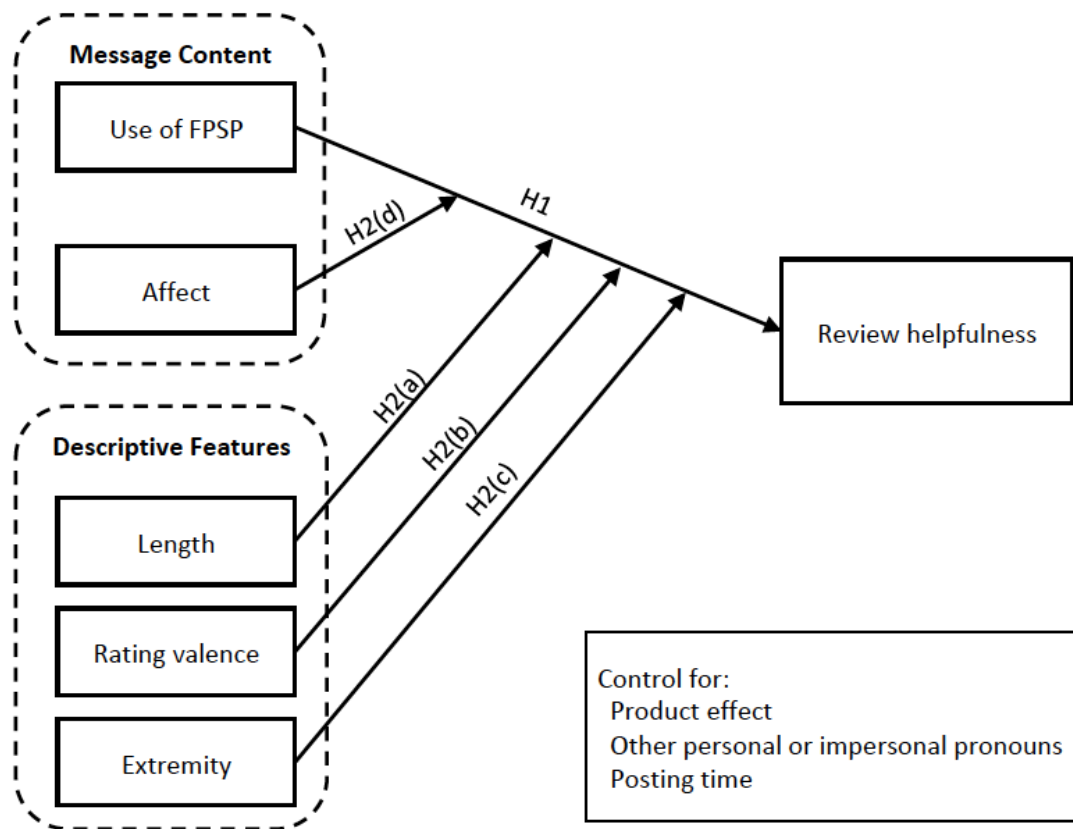 Message Content
Use of FPSP
H1
H2(d)
Affect
Review helpfulness
H2(a)
H2(b)
H2(c)
Descriptive Features
Length
Rating valence
Extremity
Control for:
Product effect
Other personal or impersonal pronouns
Posting time